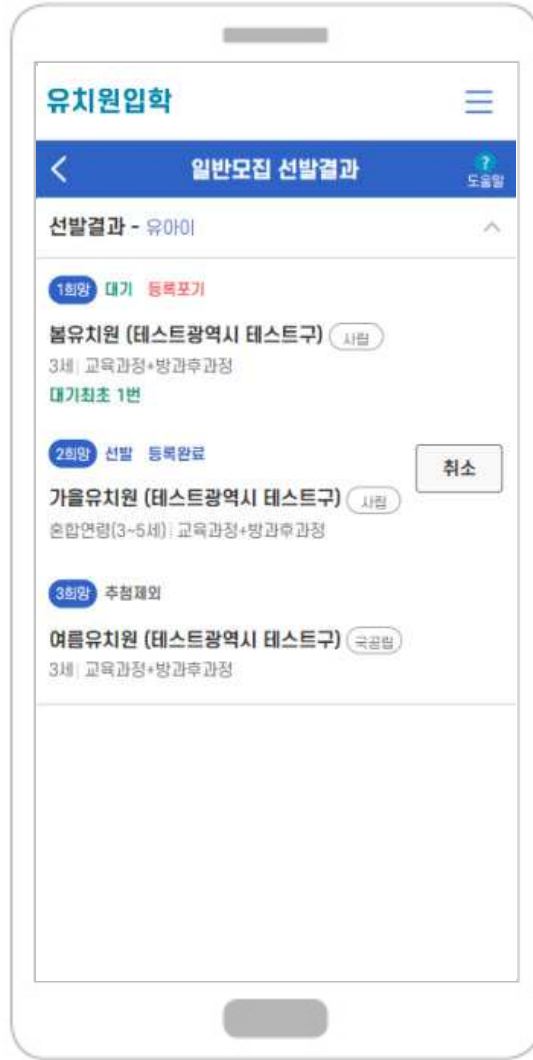 유치원입학
일반모집 선발결과
?
도움말
선발결과 - 유아이
1희망 대기 등록포기
봄유치원 (테스트광역시 테스트구) 사립
3세 | 교육과정+방과후과정
대기최초 1번
2희망 선발 등록완료
취소
가을유치원 (테스트광역시 테스트구) 사립
혼합연령(3~5세) | 교육과정+방과후과정
3희망 추첨제외
여름유치원 (테스트광역시 테스트구) 국공립
3세 | 교육과정+방과후과정